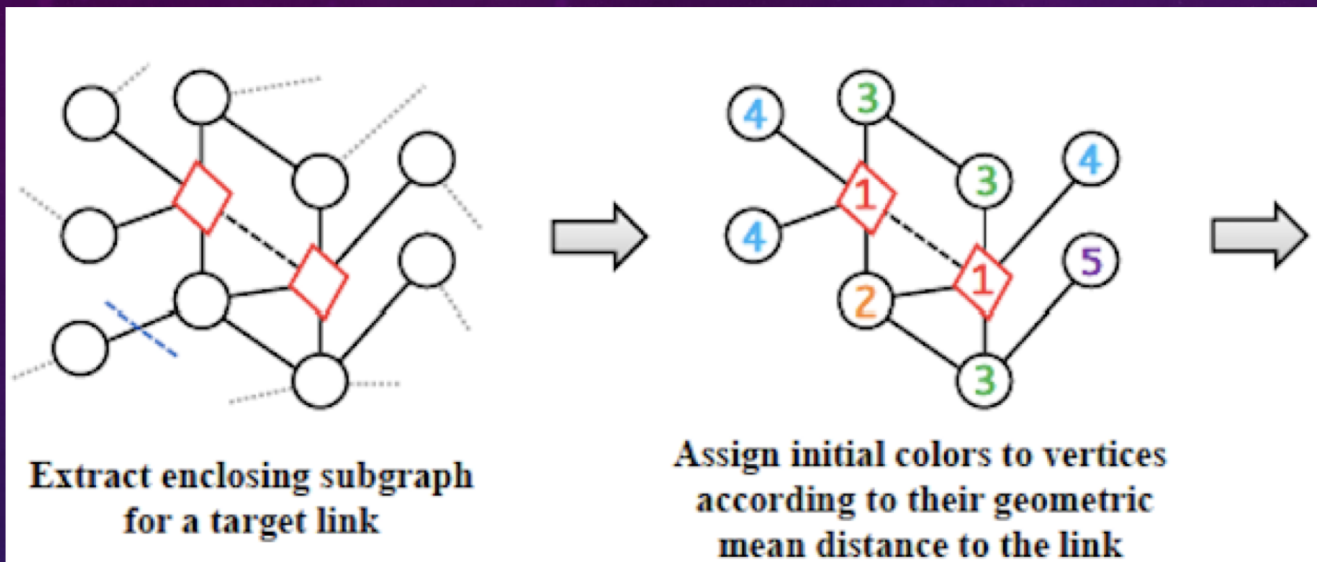 4
3
3
4
1
4
1
5
2
3
Extract enclosing subgraph
for a target link
Assign initial colors to vertices
according to their geometric
mean distance to the link